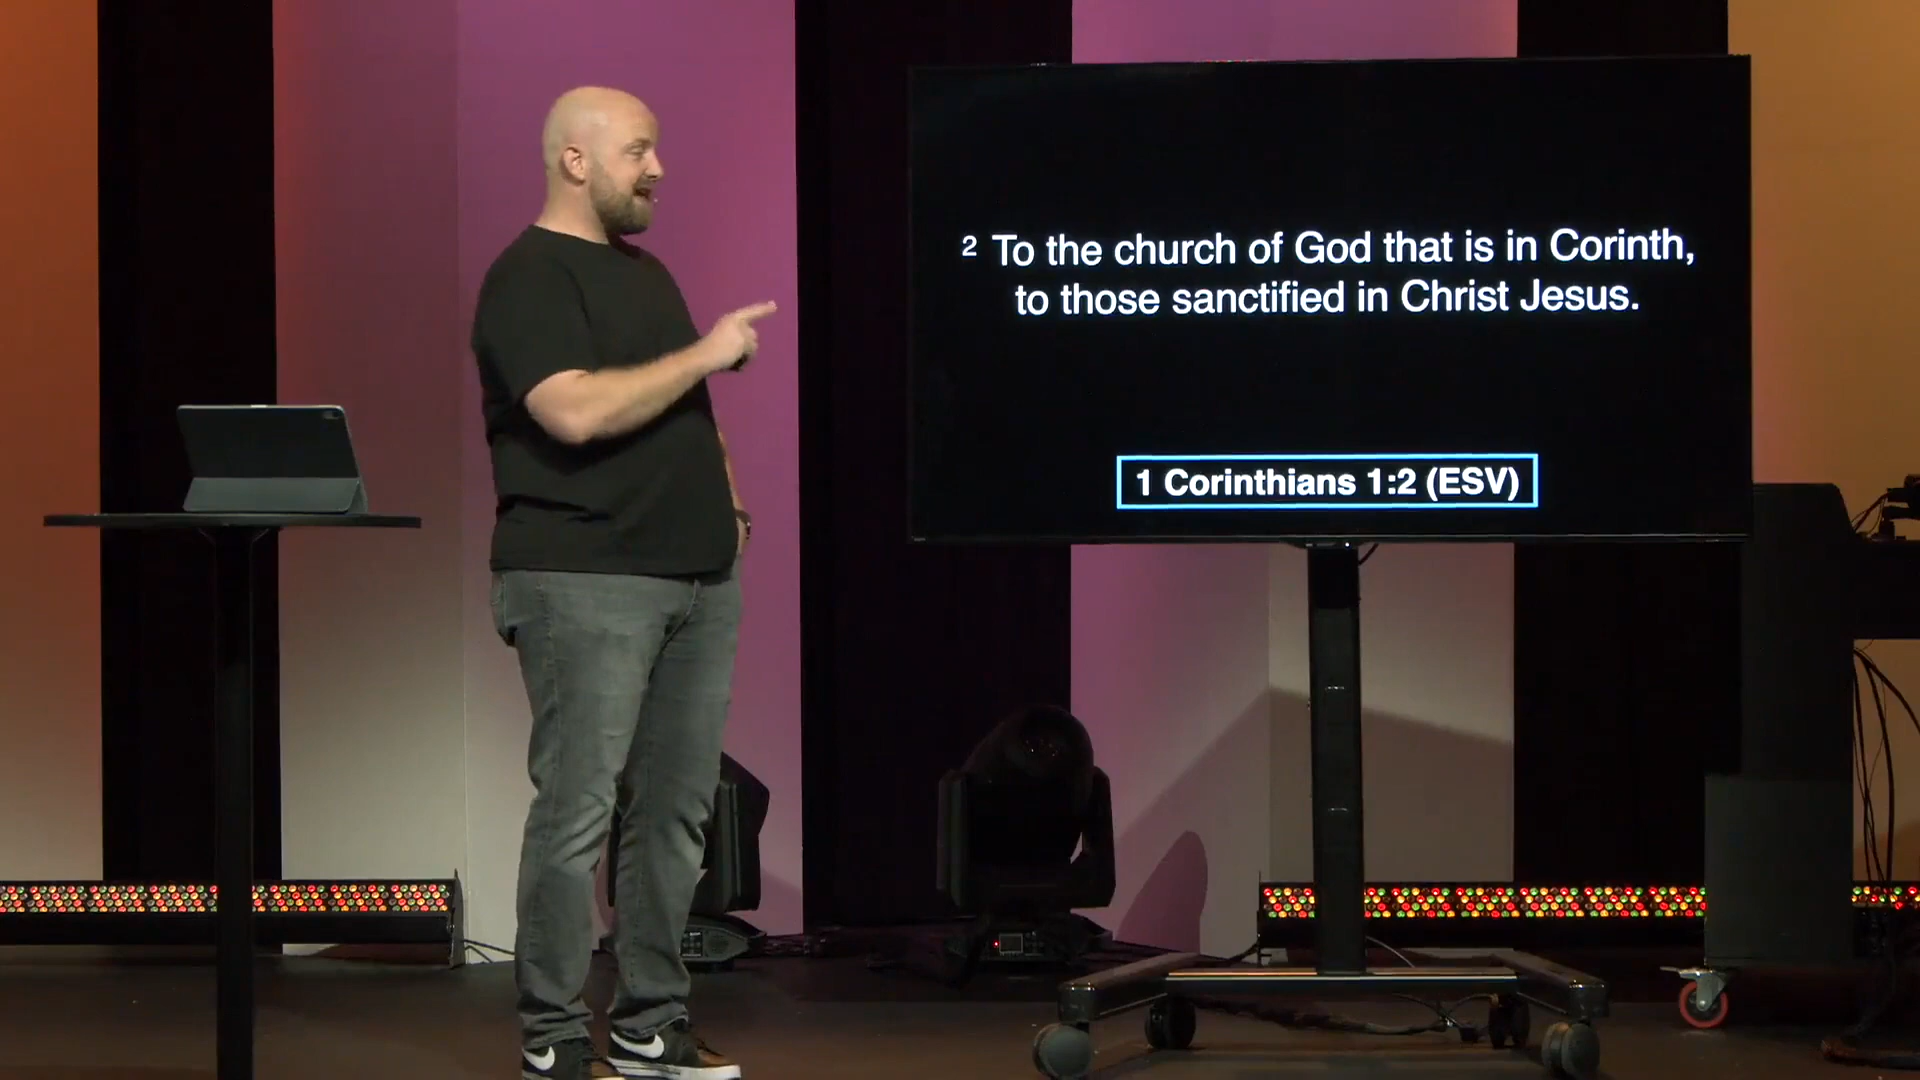 2 To the church of God that is in Corinth,
to those sanctified in Christ Jesus.
1 Corinthians 1:2 (ESV)